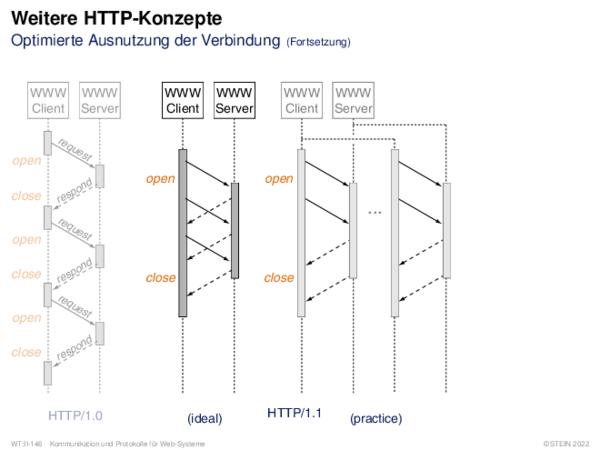 Weitere HTTP-Konzepte
Optimierte Ausnutzung der Verbindung (Fortsetzung)
WWW Client
WWW Server
request
open
respond
close
request
open
respond
close
request
open
respond
close
HTTP/1.0
WWW Client
WWW Server
open
close
(ideal)
HTTP/1.1
WWW Client
WWW Server
open
...
close
(practice)
WT:II-146 Kommunikation und Protokolle für Web-Systeme
©STEIN 2022